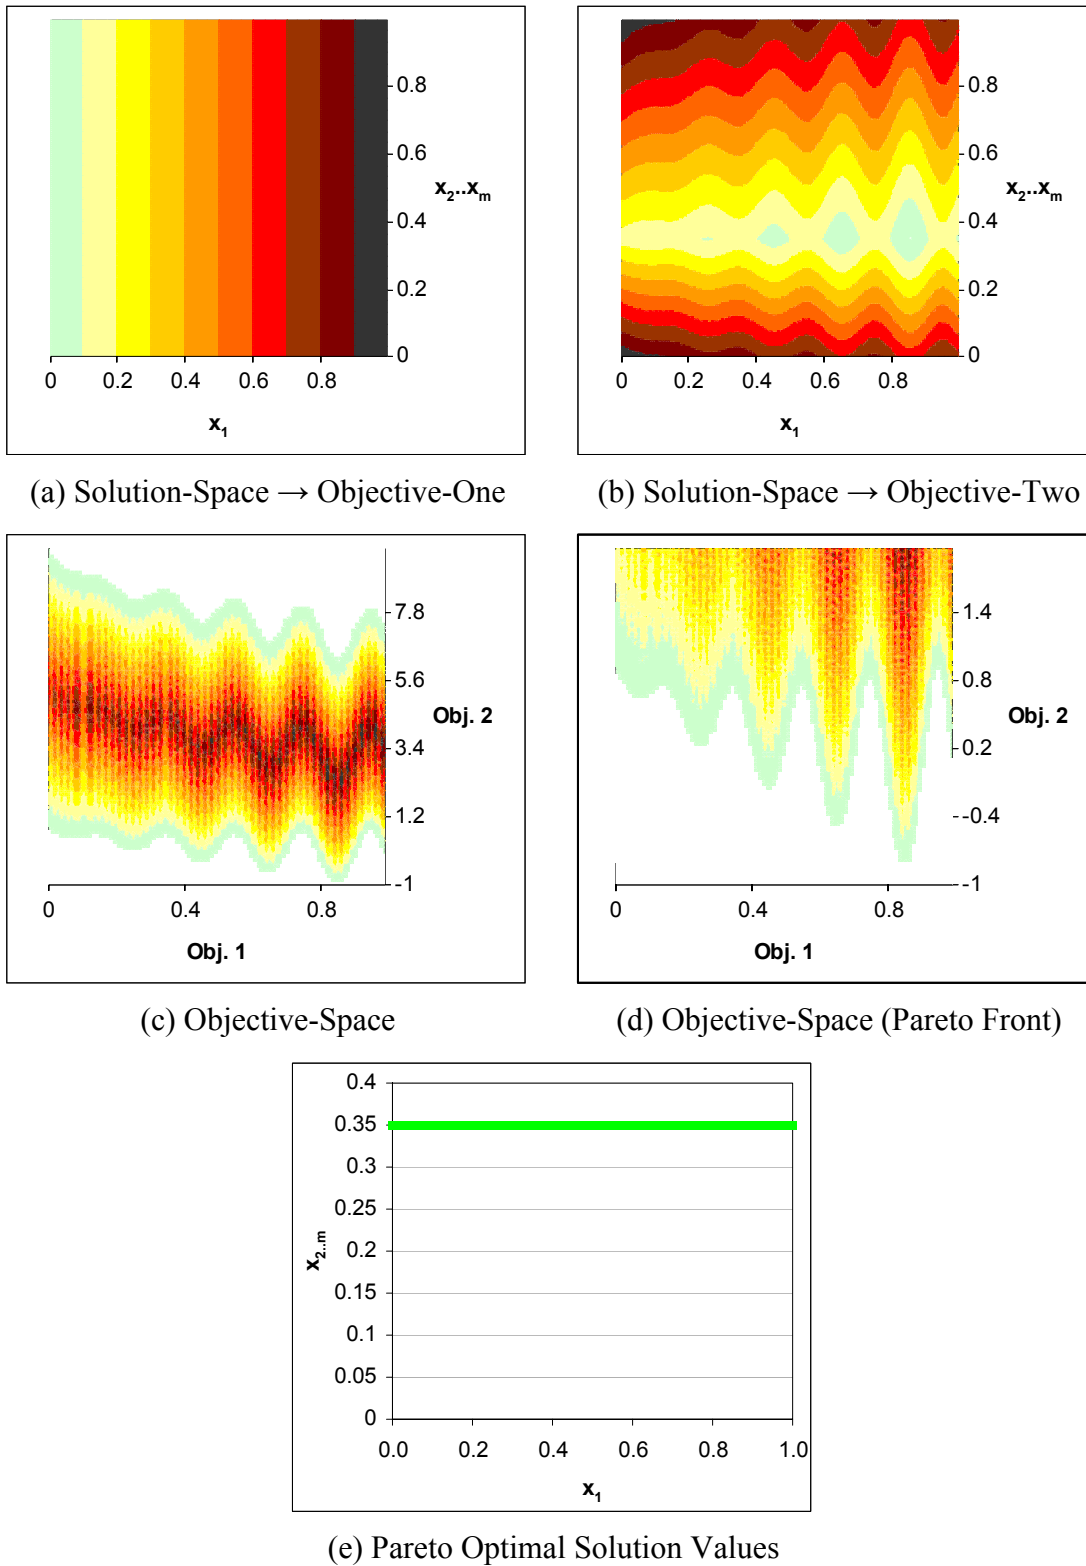 0.8
0.6
x2..xm
0.4
0.2
0
0 0.2 0.4 0.6 0.8
x1
(a) Solution-Space → Objective-One
0.8
0.6
x2..xm
0.4
0.2
0
0 0.2 0.4 0.6 0.8
x1
(b) Solution-Space → Objective-Two
7.8
5.6
Obj. 2
3.4
1.2
-1
0 0.4 0.8
Obj. 1
(c) Objective-Space
1.4
0.8
Obj. 2
0.2
-0.4
-1
0 0.4 0.8
Obj. 1
(d) Objective-Space (Pareto Front)
0.4
0.35
0.3
0.25
x2..m
0.2
0.15
0.1
0.05
0
0.0 0.2 0.4 0.6 0.8 1.0
x1
(e) Pareto Optimal Solution Values